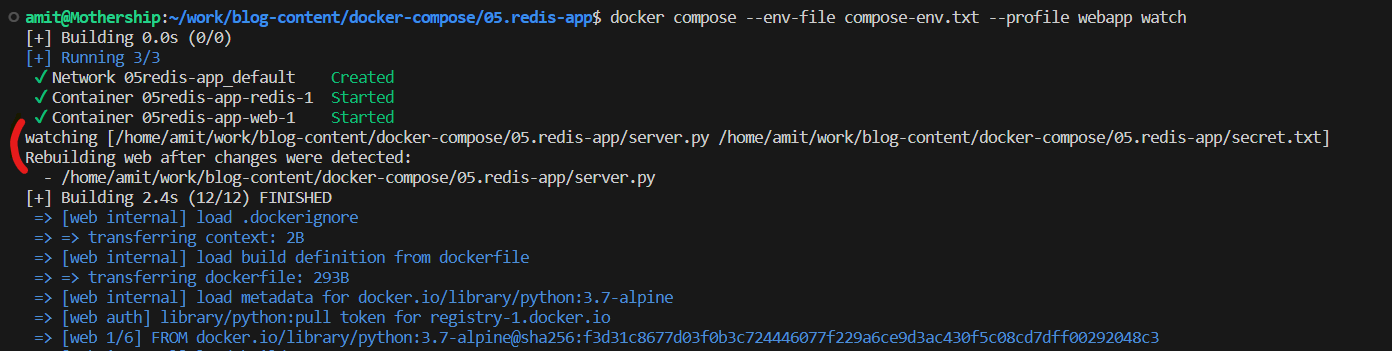 amit@Mothership:~/work/blog-content/docker-compose/05.redis-app$ docker compose --env-file compose-env.txt --profile webapp watch
[+] Building 0.0s (0/0)
[+] Running 3/3
✓ Network 05redis-app_default Created
✓ Container 05redis-app-redis-1 Started
✓ Container 05redis-app-web-1 Started
watching [/home/amit/work/blog-content/docker-compose/05.redis-app/server.py /home/amit/work/blog-content/docker-compose/05.redis-app/secret.txt]
Rebuilding web after changes were detected:
- /home/amit/work/blog-content/docker-compose/05.redis-app/server.py
[+] Building 2.4s (12/12) FINISHED
=> [web internal] load .dockerignore
=> => transferring context: 2B
=> [web internal] load build definition from dockerfile
=> => transferring dockerfile: 293B
=> [web internal] load metadata for docker.io/library/python:3.7-alpine
=> [web auth] library/python:pull token for registry-1.docker.io
=> [web 1/6] FROM docker.io/library/python:3.7-alpine@sha256:f3d31c8677d03f0b3c724446077f229a6ce9d3ac430f5c08cd7dff00292048c3